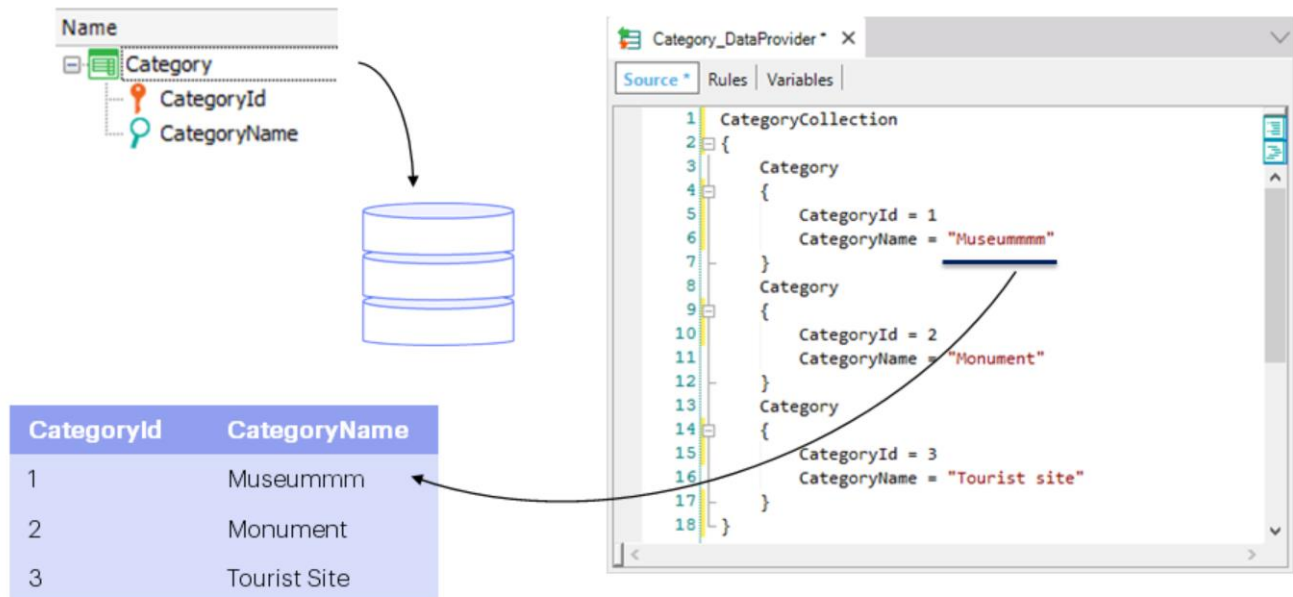 Name
Category
CategoryId
CategoryName
Category_DataProvider * X
Source * Rules Variables
1 CategoryCollection
2 {
3 Category
4 {
5 CategoryId = 1
6 CategoryName = "Museummmm"
7 }
8 Category
9 {
10 CategoryId = 2
11 CategoryName = "Monument"
12 }
13 Category
14 {
15 CategoryId = 3
16 CategoryName = "Tourist site"
17 }
18 }
CategoryId CategoryName
1 Museummm
2 Monument
3 Tourist Site